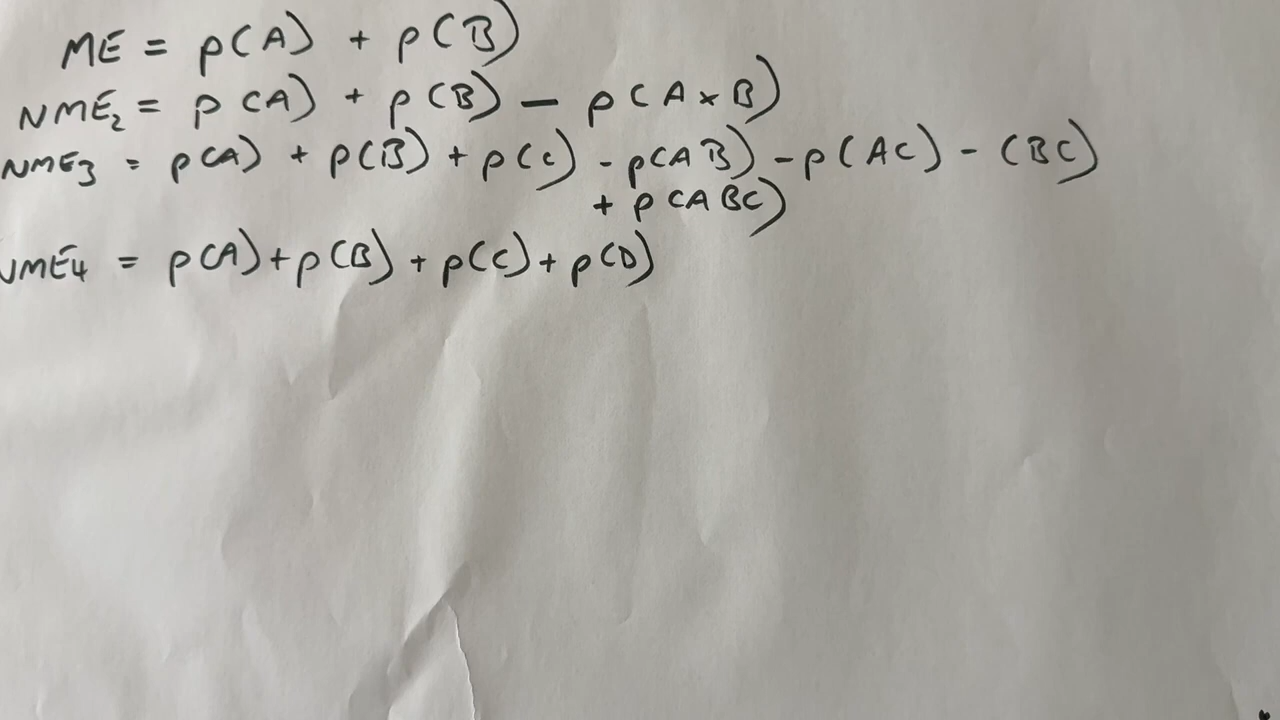 ME = p(A) + p(B)
NME2 = p(A) + p(B) - p(A x B)
NME3 = p(A) + p(B) + p(C) - p(AB) - p(AC) - (BC)
+ p(ABC)
NME4 = p(A) + p(B) + p(C) + p(D)